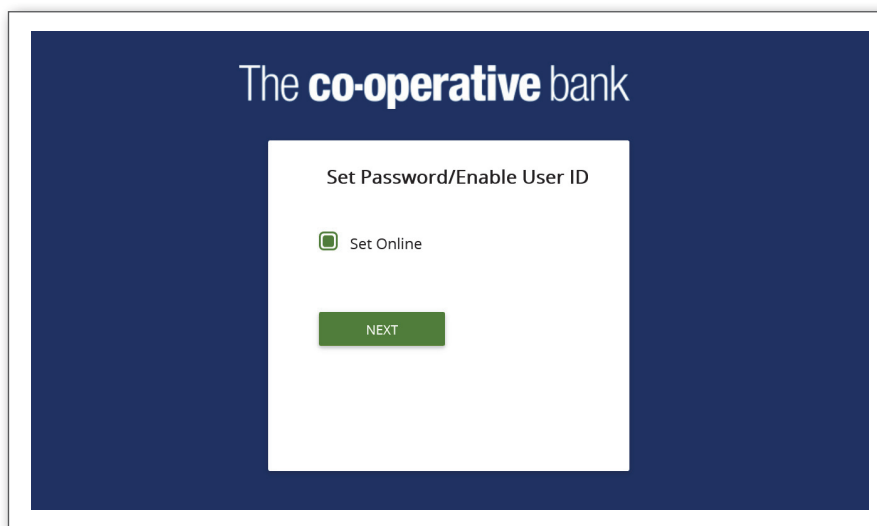 The co-operative bank
Set Password/Enable User ID
Set Online
NEXT